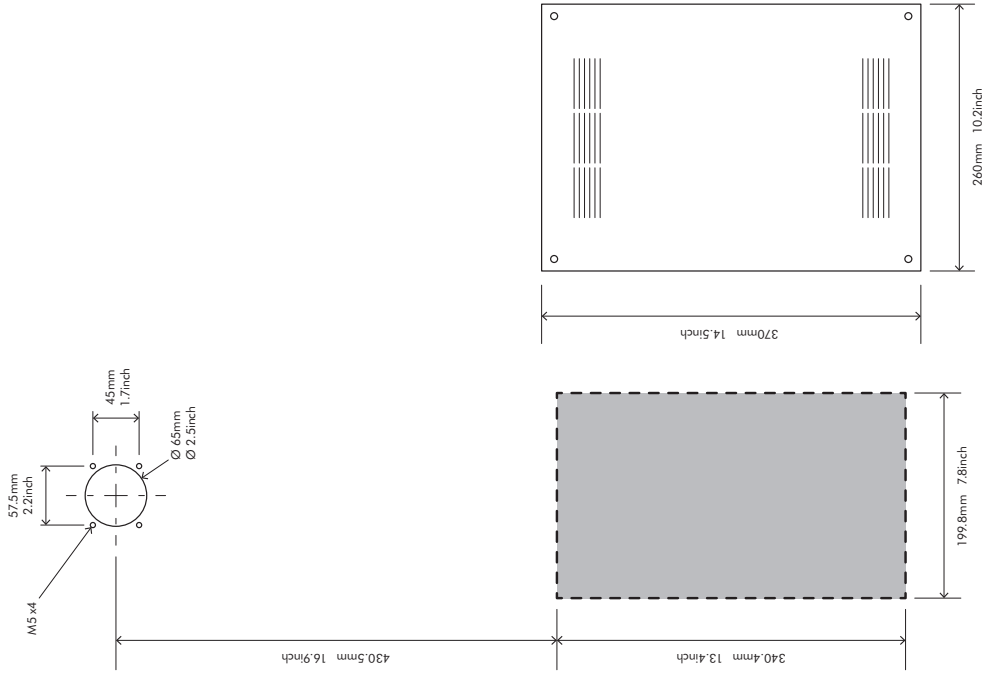 260mm 10.2inch
370mm 14.5inch
45mm
1.7inch
Ø 65mm
Ø 2.5inch
57.5mm
2.2inch
M5 x4
199.8mm 7.8inch
430.5mm 16.9inch
340.4mm 13.4inch